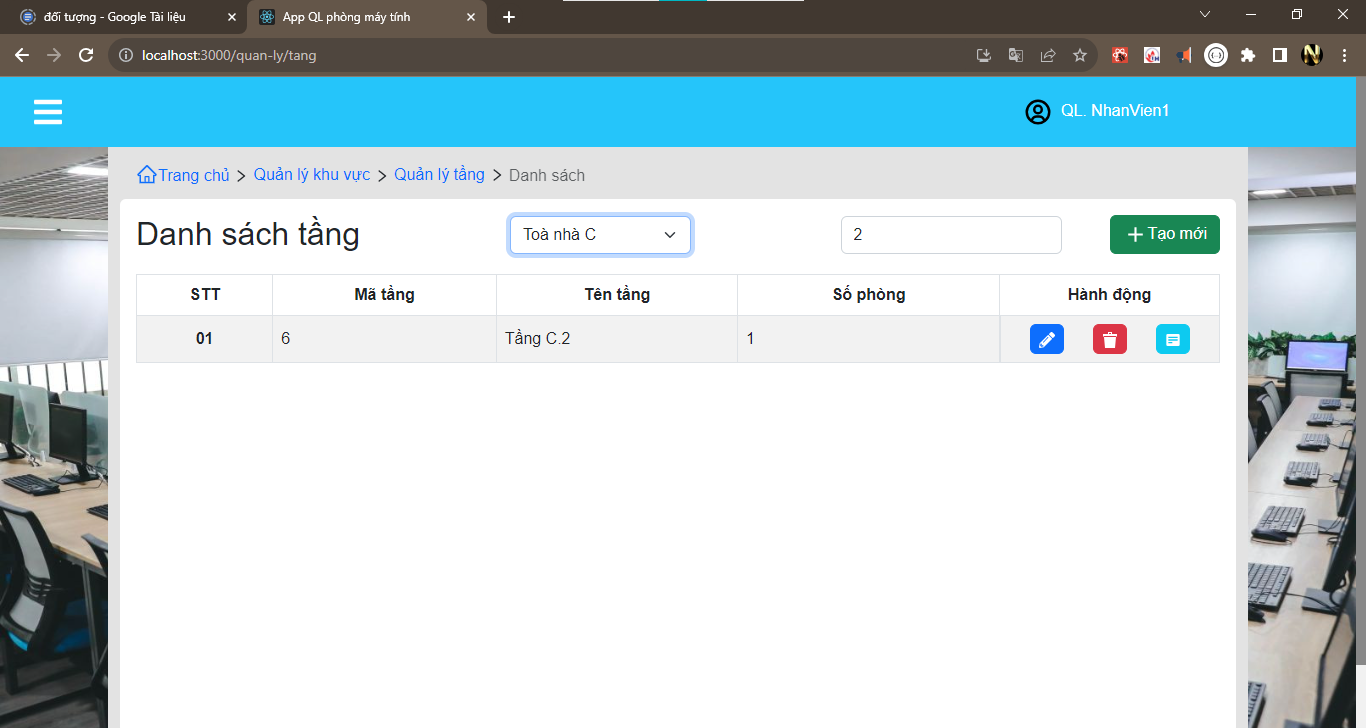 đối tượng - Google Tài liệu
App QL phòng máy tính
localhost:3000/quan-ly/tang
QL. NhanVien1
Trang chủ > Quản lý khu vực > Quản lý tầng > Danh sách
Danh sách tầng
Toà nhà C
2
Tạo mới
STT Mã tầng Tên tầng Số phòng Hành động
01 6 Tầng C.2 1